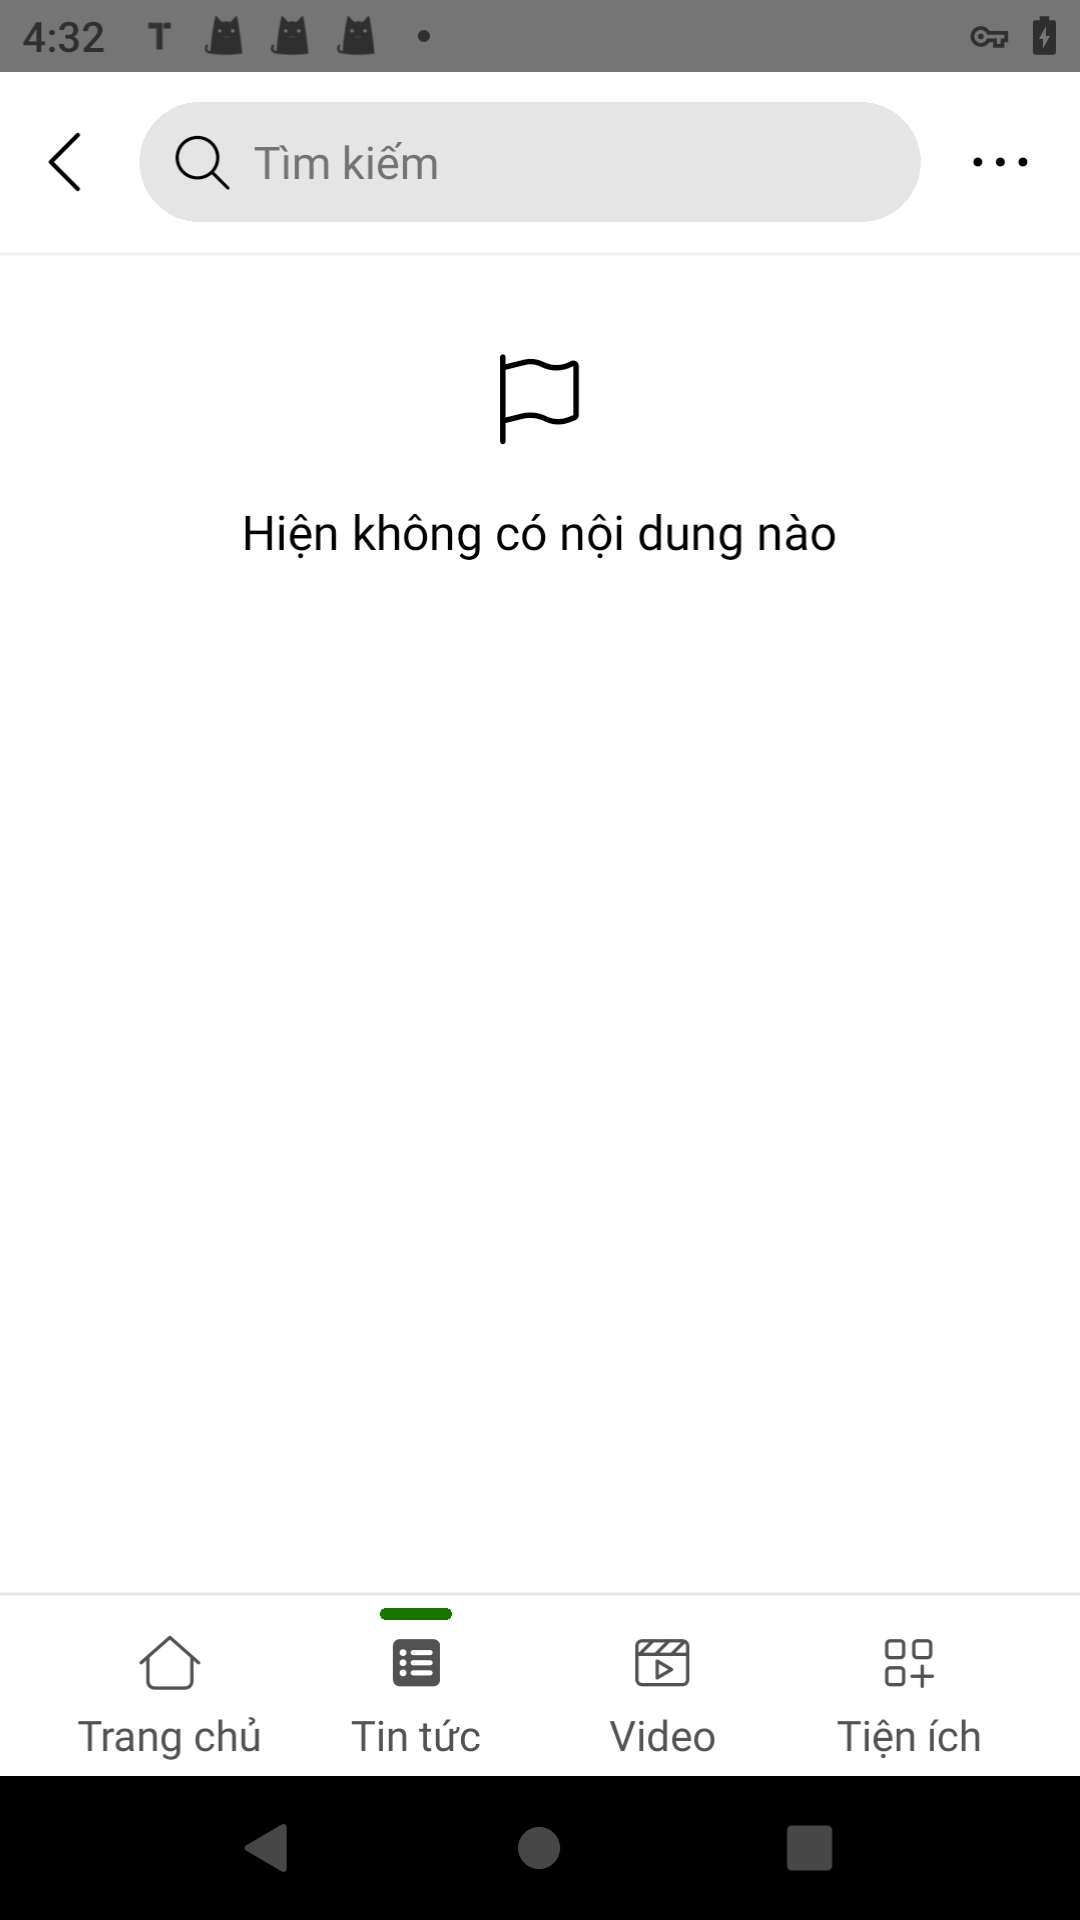 4:32
Tìm kiếm
Hiện không có nội dung nào
Trang chủ
Tin tức
Video
Tiện ích